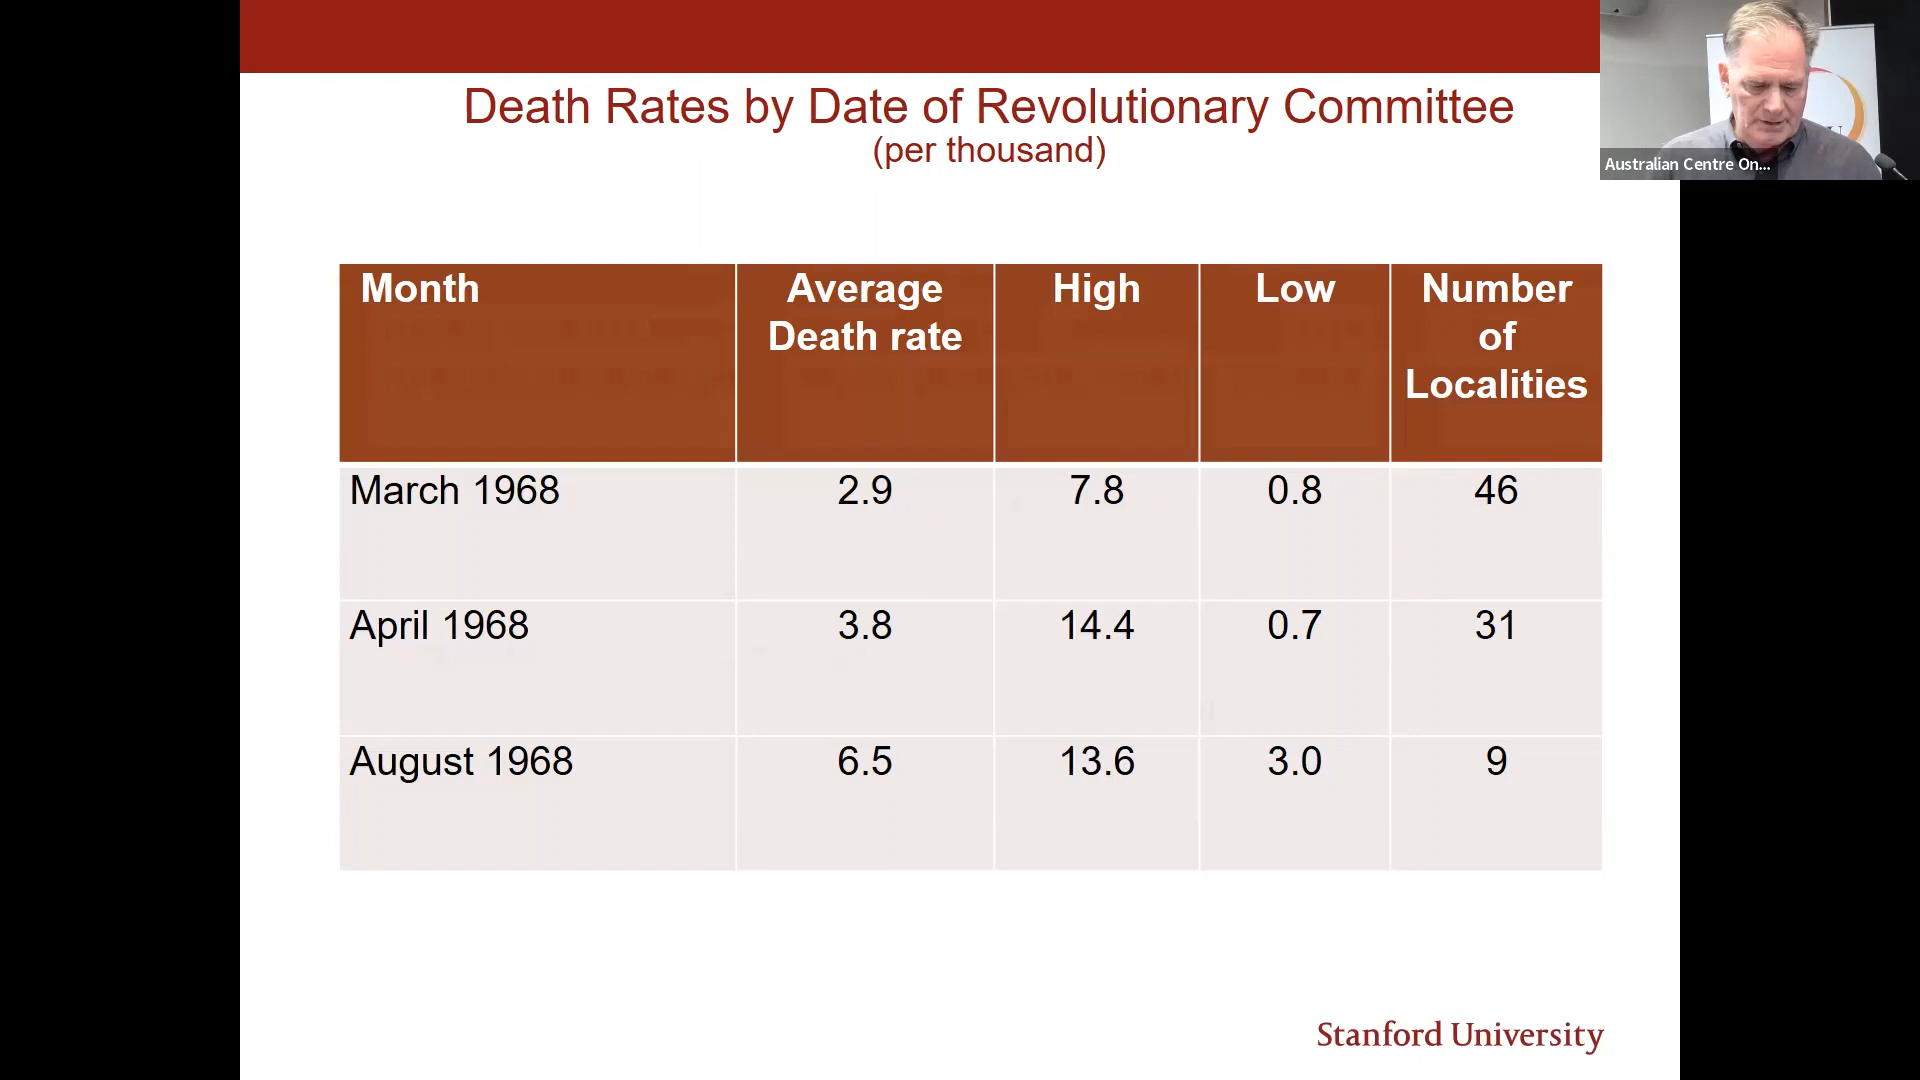 Death Rates by Date of Revolutionary Committee
(per thousand)
Australian Centre On...
Month Average Death rate High Low Number of Localities
March 1968 2.9 7.8 0.8 46
April 1968 3.8 14.4 0.7 31
August 1968 6.5 13.6 3.0 9
Stanford University